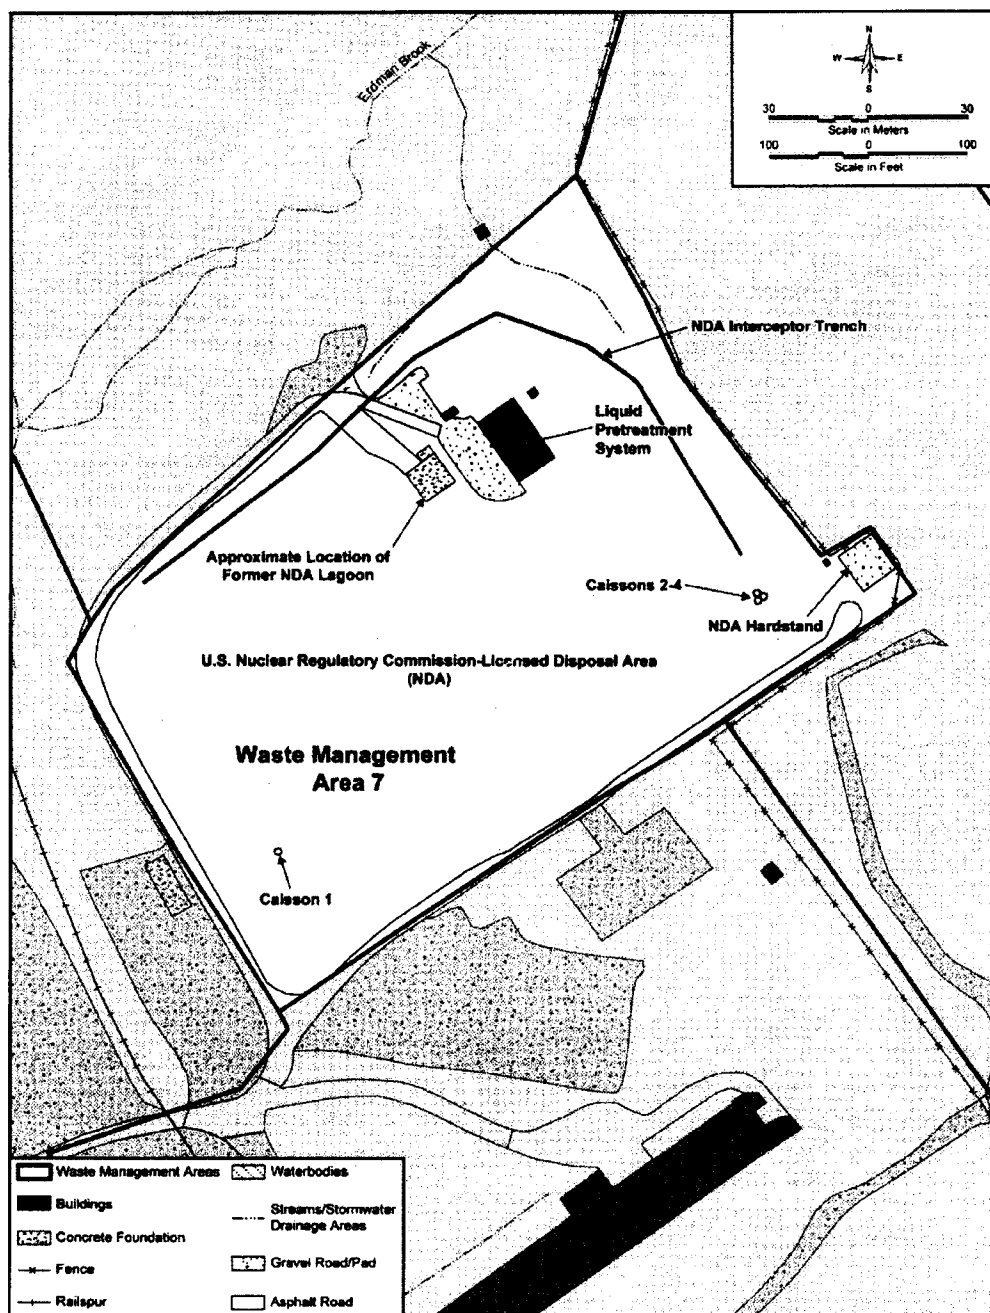 Erdman Brook
N
W E
S
30 0 30
Scale in Meters
100 0 100
Scale in Feet
NDA Interceptor Trench
Liquid
Pretreatment
System
Approximate Location of
Former NDA Lagoon
Caissons 2-4
NDA Hardstand
U.S. Nuclear Regulatory Commission-Licensed Disposal Area
(NDA)
Waste Management
Area 7
Caisson 1
Waste Management Areas
Buildings
Concrete Foundation
Fence
Railspur
Waterbodies
Streams/Stormwater
Drainage Areas
Gravel Road/Pad
Asphalt Road